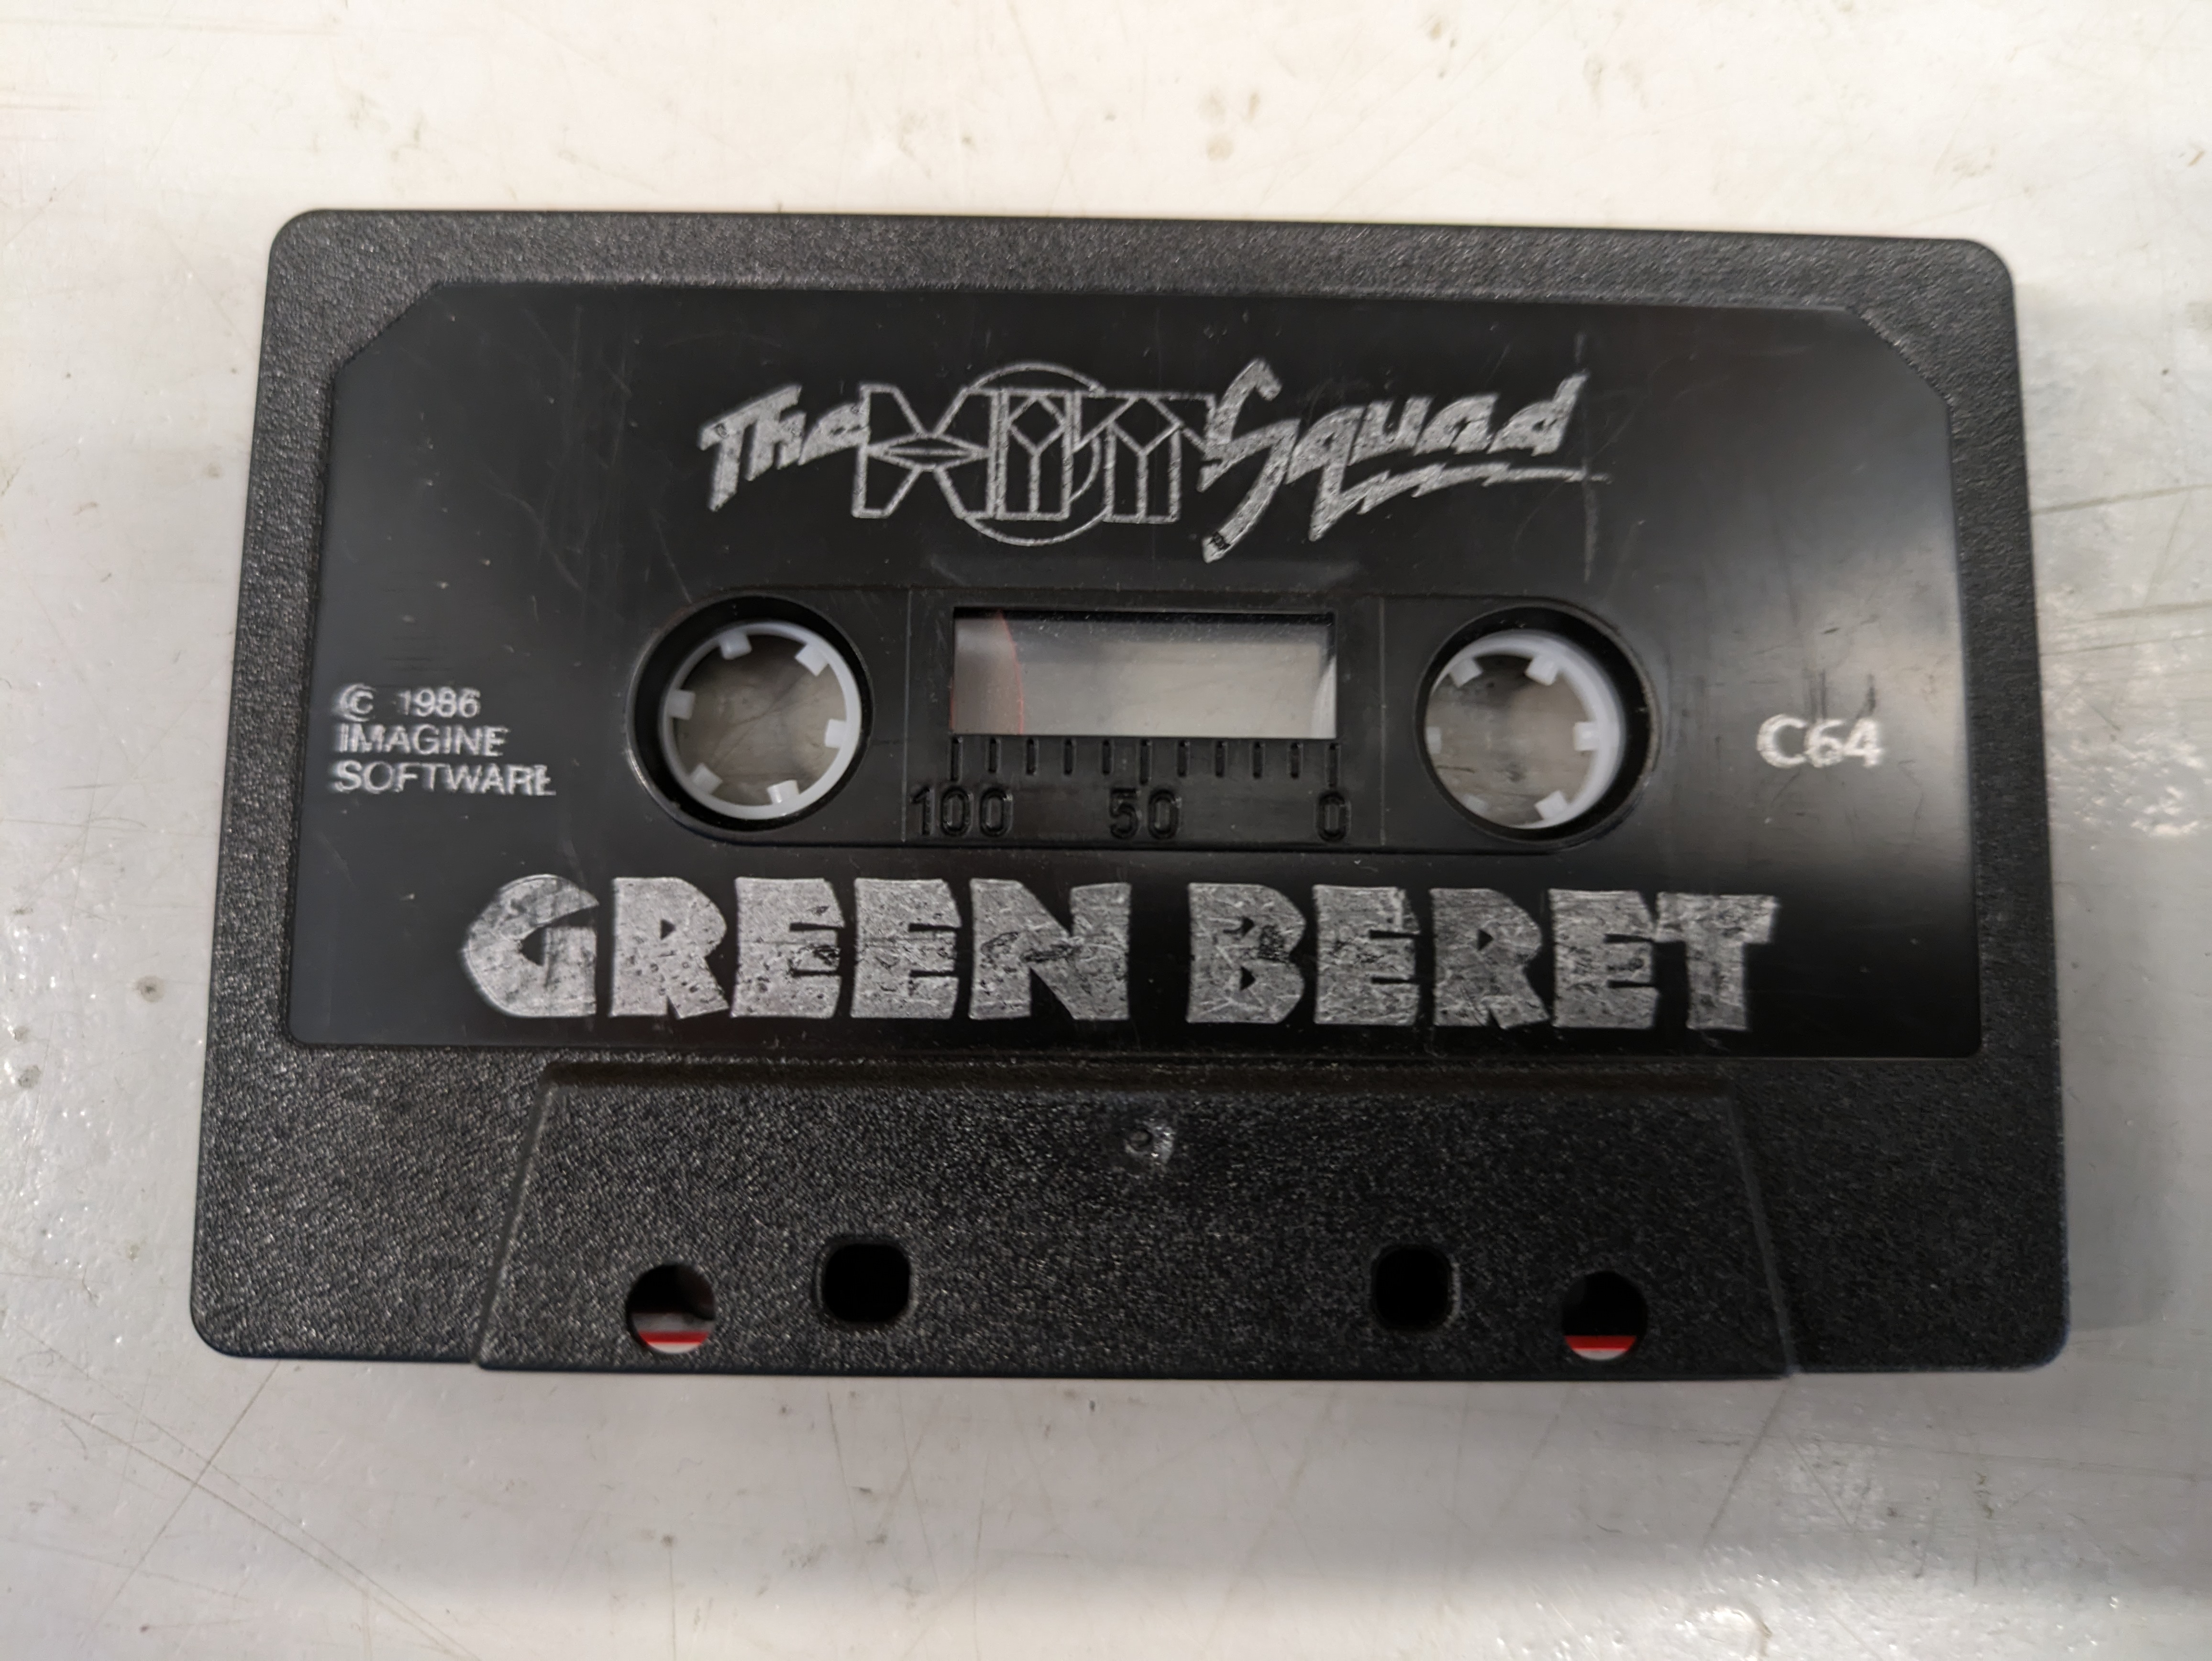 The HIT Squad
© 1986
IMAGINE
SOFTWARE
C64
100 50 0
GREEN BERET